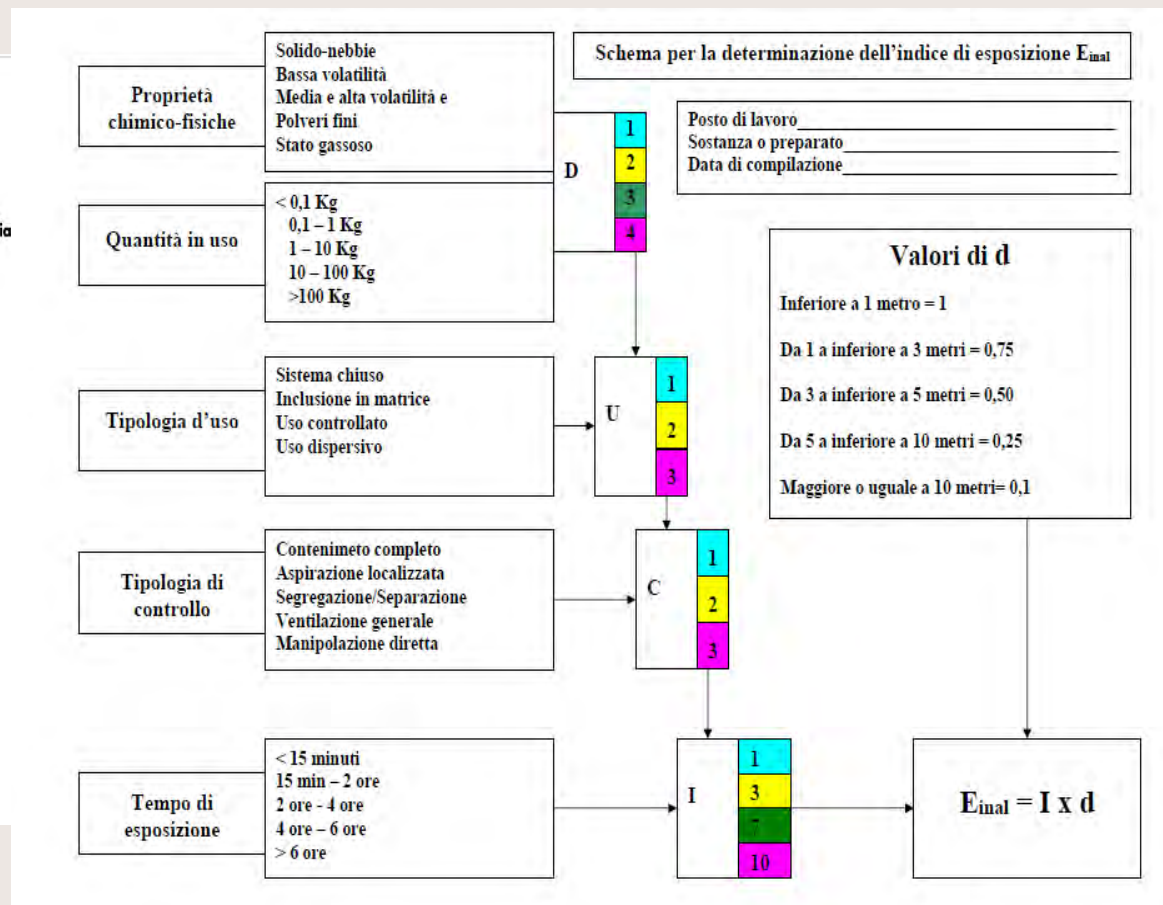 Schema per la determinazione dell'indice di esposizione Einal
Proprietà
chimico-fisiche
Solido-nebbie
Bassa volatilità
Media e alta volatilità e
Polveri fini
Stato gassoso
Posto di lavoro
Sostanza o preparato
Data di compilazione
D
1
2
3
4
Quantità in uso
< 0,1 Kg
0,1 – 1 Kg
1 – 10 Kg
10 – 100 Kg
>100 Kg
Valori di d
Inferiore a 1 metro = 1
Da 1 a inferiore a 3 metri = 0,75
Da 3 a inferiore a 5 metri = 0,50
Da 5 a inferiore a 10 metri = 0,25
Maggiore o uguale a 10 metri= 0,1
Tipologia d'uso
Sistema chiuso
Inclusione in matrice
Uso controllato
Uso dispersivo
U
1
2
3
Tipologia di
controllo
Contenimeto completo
Aspirazione localizzata
Segregazione/Separazione
Ventilazione generale
Manipolazione diretta
C
1
2
3
Tempo di
esposizione
< 15 minuti
15 min – 2 ore
2 ore - 4 ore
4 ore – 6 ore
> 6 ore
I
1
3
7
10
Einal = I x d